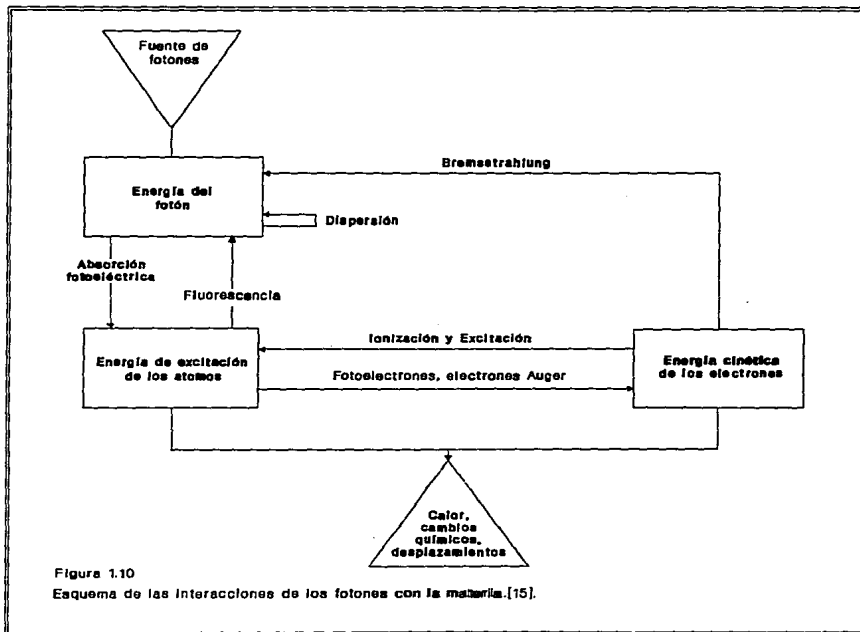 Fuente de
fotones
Bremsstrahlung
Energía del
fotón
Dispersión
Absorción
fotoeléctrica
Fluorescencia
Ionización y Excitación
Energía de excitación
de los atomos
Energía cinética
de los electrones
Fotoelectrones, electrones Auger
Calor,
cambios
químicos,
desplazamientos
Figura 1.10
Esquema de las interacciones de los fotones con la materia.[15].